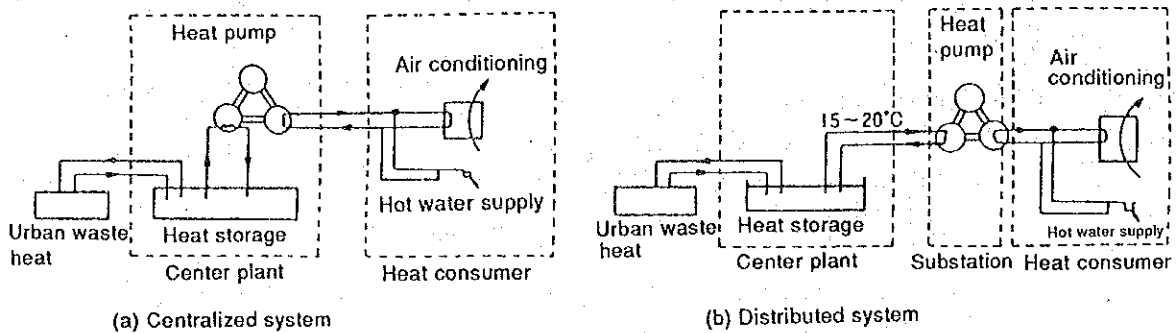 Heat pump
Air conditioning
Hot water supply
Urban waste
heat
Heat storage
Center plant
Heat consumer
(a) Centralized system
Heat
pump
Air
conditioning
15~20°C
Hot water supply
Urban waste
heat
Heat storage
Center plant
Substation
Heat consumer
(b) Distributed system